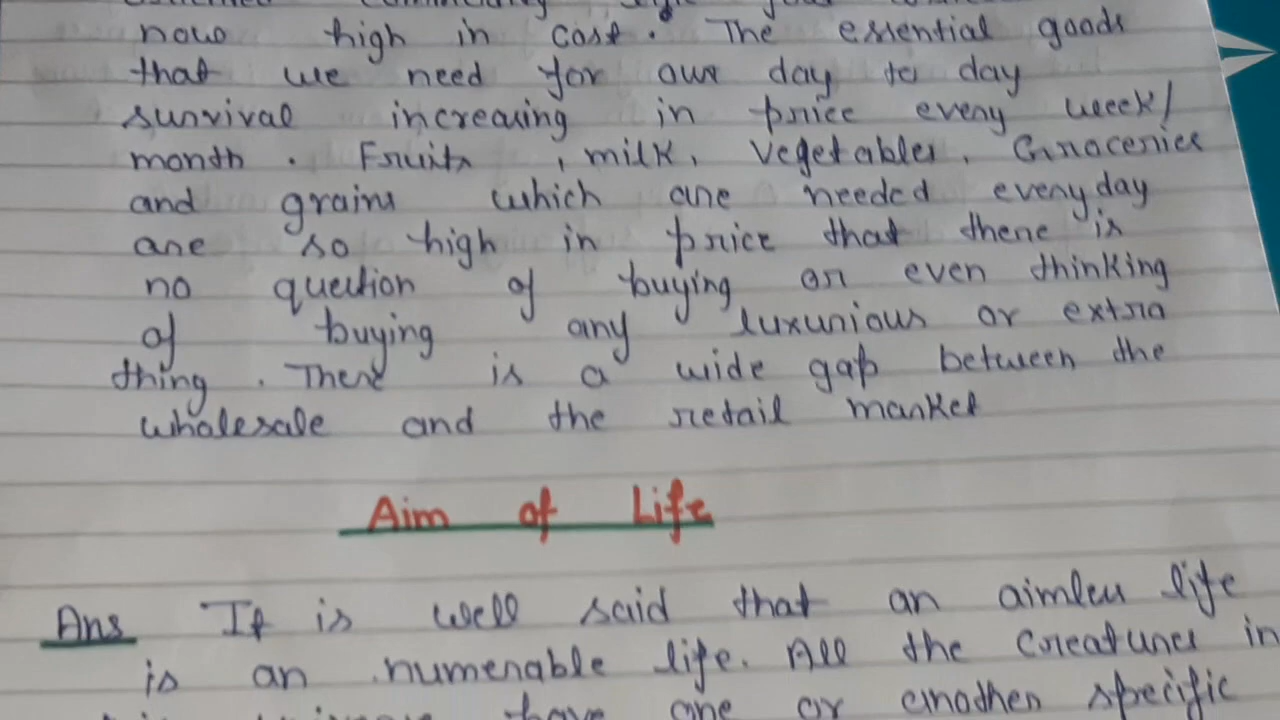 now high in cost. The essential goods
that we need for our day to day
survival increasing in price every week/
month. Fruits, milk, vegetables, Groceries
and grains which are needed everyday
are so high in price that there is
no question of buying or even thinking
of buying any luxurious or extra
thing. There is a wide gap between the
wholesale and the retail market
Aim of Life
Ans It is well said that an aimless life
is an numerable life. All the creatures in
have one or another specific